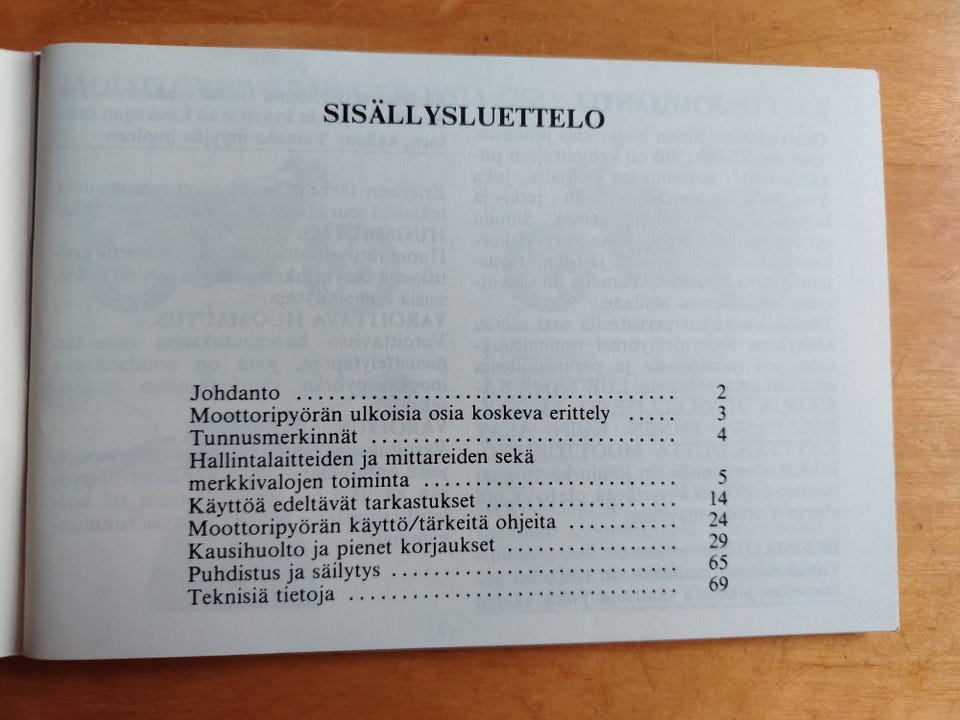 SISÄLLYSLUETTELO
Johdanto ........................................ 2
Moottoripyörän ulkoisia osia koskeva erittely ...... 3
Tunnusmerkinnät ................................ 4
Hallintalaitteiden ja mittareiden sekä
merkkivalojen toiminta ............................ 5
Käyttöä edeltävät tarkastukset .................... 14
Moottoripyörän käyttö/tärkeitä ohjeita ............ 24
Kausihuolto ja pienet korjaukset .................. 29
Puhdistus ja säilytys .............................. 65
Teknisiä tietoja .................................. 69